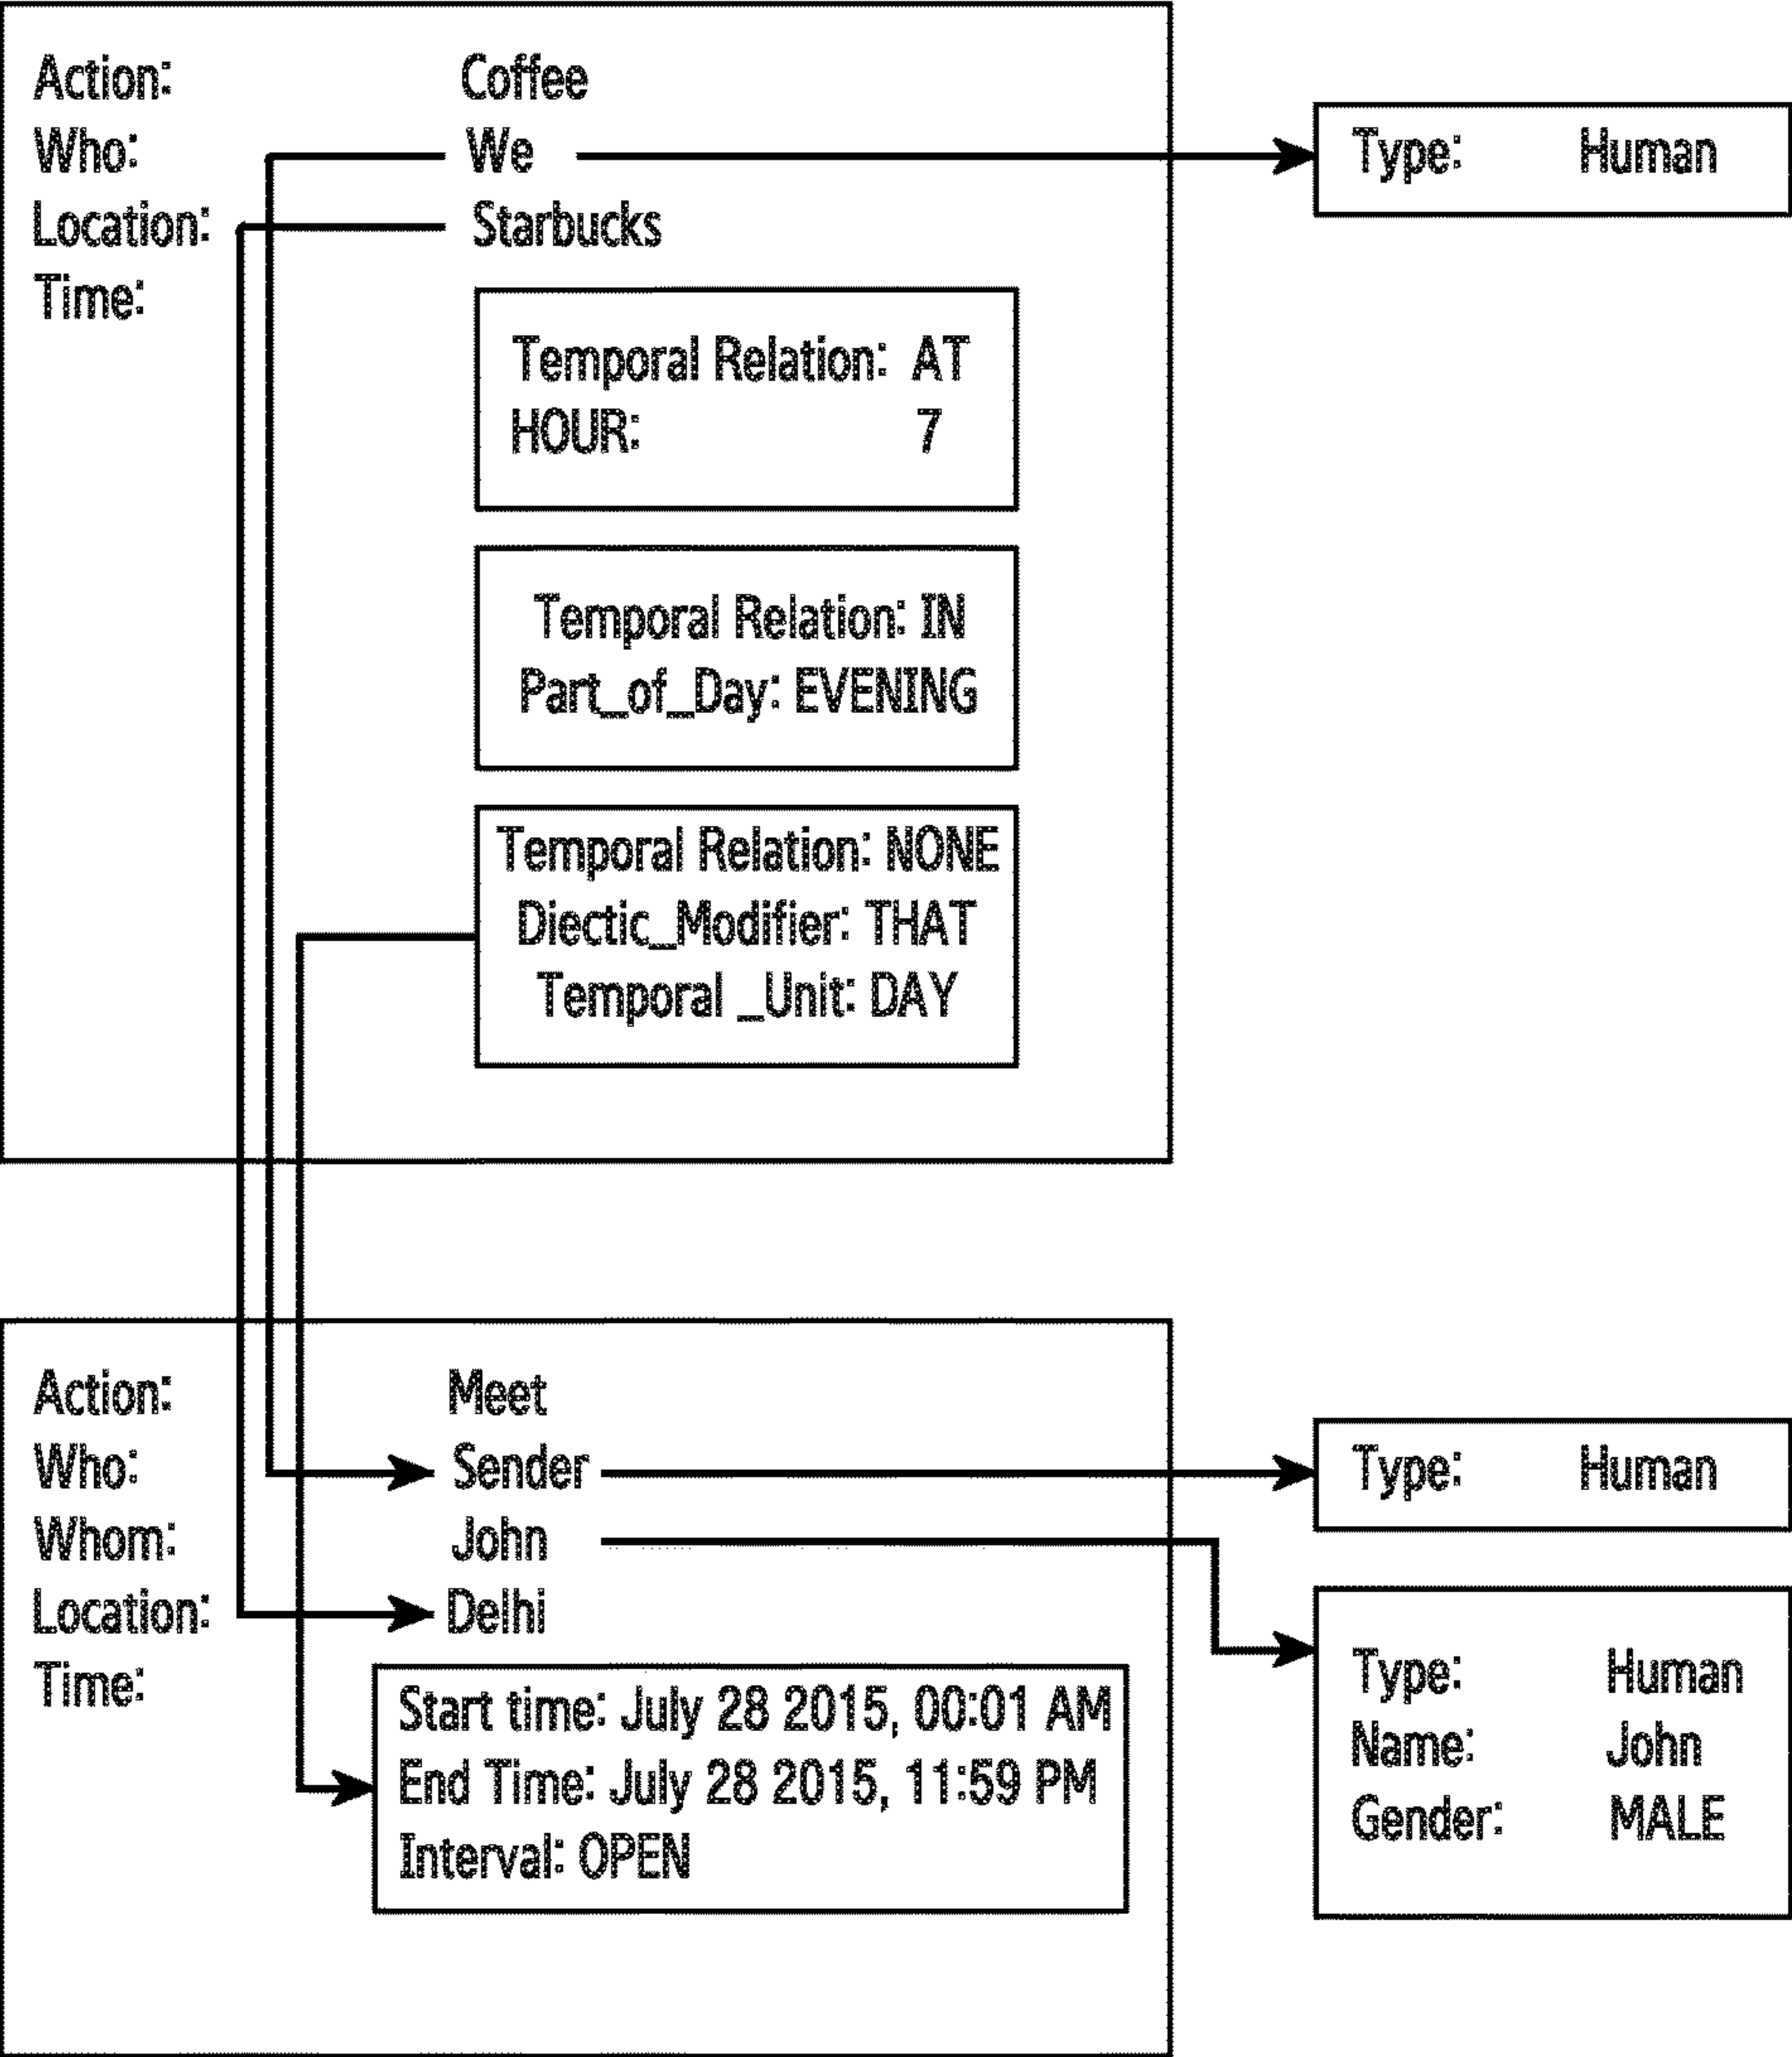 Action: Coffee
Who: We
Location: Starbucks
Time:
Temporal Relation: AT
HOUR: 7
Temporal Relation: IN
Part_of_Day: EVENING
Temporal Relation: NONE
Diectic_Modifier: THAT
Temporal _Unit: DAY
Type: Human
Action: Meet
Who: Sender
Whom: John
Location: Delhi
Time:
Start time: July 28 2015, 00:01 AM
End Time: July 28 2015, 11:59 PM
Interval: OPEN
Type: Human
Type: Human
Name: John
Gender: MALE